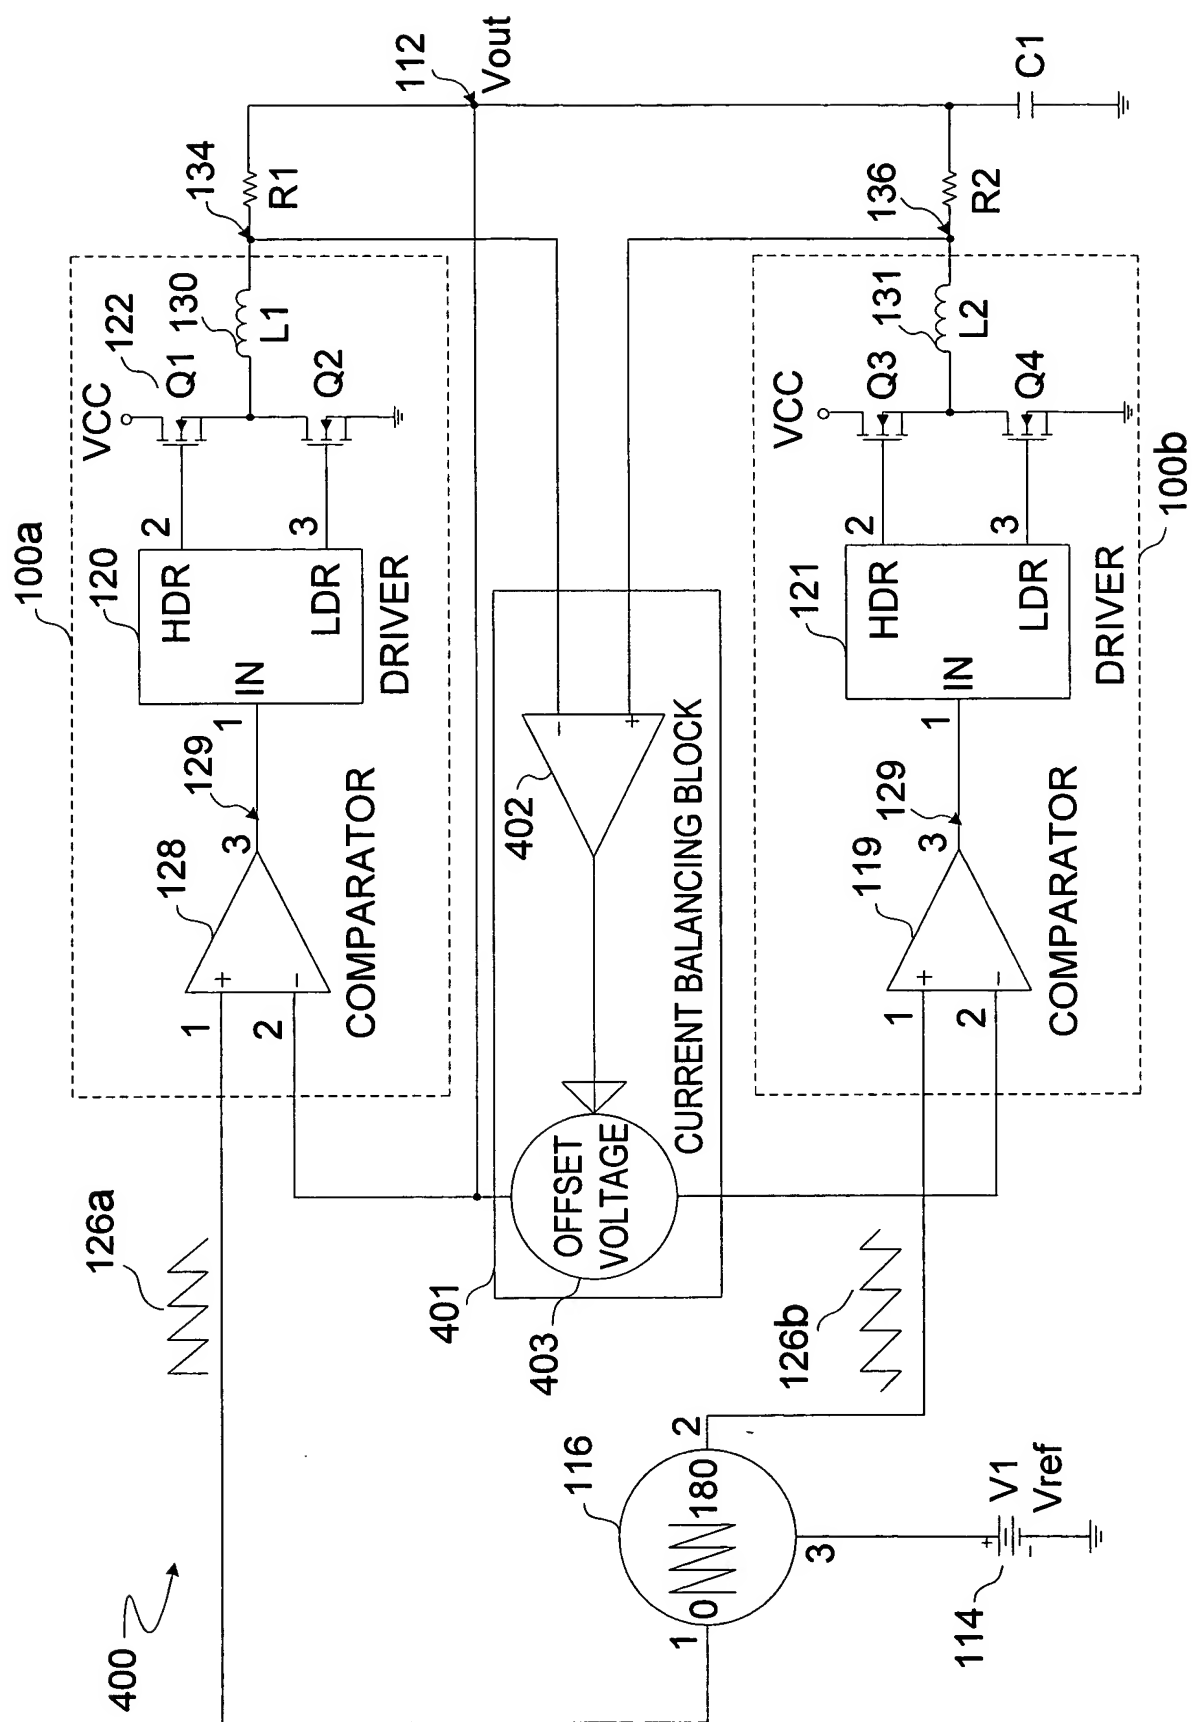 400
126a
100a
128
COMPARATOR
1
2
+
-
3
129
1
120
IN
HDR
LDR
DRIVER
2
3
VCC
122
Q1
Q2
130
L1
134
R1
112
Vout
401
403
OFFSET
VOLTAGE
402
-
+
CURRENT BALANCING BLOCK
116
1
0
180
2
3
114
+
-
V1
Vref
126b
119
COMPARATOR
1
2
+
-
3
129
1
121
IN
HDR
LDR
DRIVER
2
3
VCC
Q3
Q4
131
L2
136
R2
C1
100b